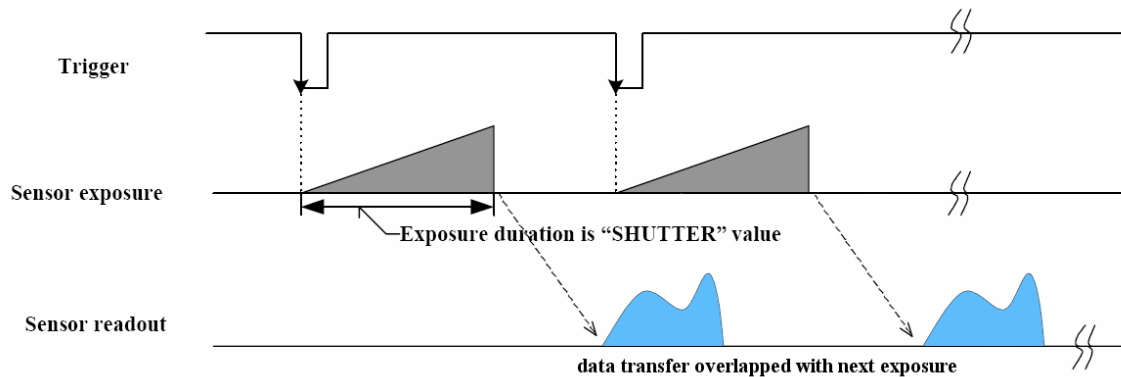 Trigger
Sensor exposure
Exposure duration is “SHUTTER” value
Sensor readout
data transfer overlapped with next exposure